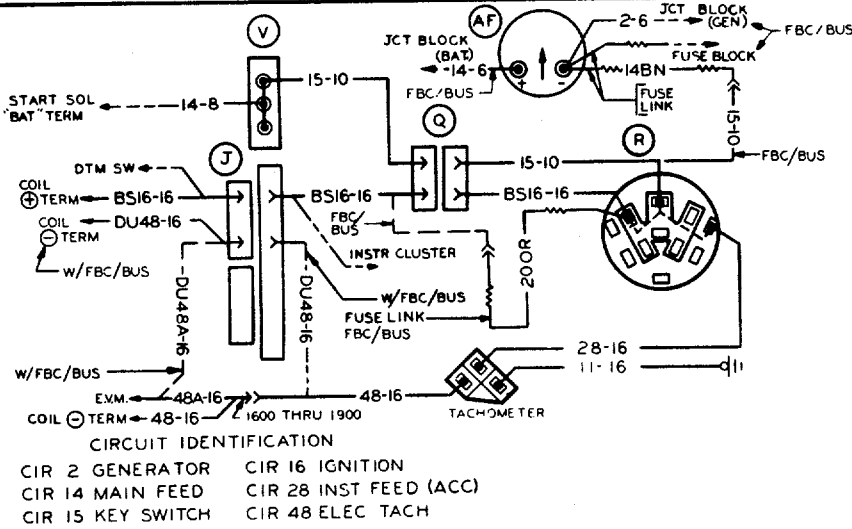 V
AF
2-6
JCT BLOCK
(GEN)
FBC/BUS
JCT BLOCK
(BAT.)
14-6
FBC/BUS
+
-
FUSE BLOCK
14BN
FUSE
LINK
15-10
START SOL
"BAT" TERM
14-8
15-10
Q
R
J
15-10
FBC/BUS
DTM SW
COIL
+ TERM
BS16-16
BS16-16
BS16-16
COIL
- TERM
DU48-16
FBC/
BUS
INSTR CLUSTER
W/FBC/BUS
200R
DU48A-16
DU48-16
W/FBC/BUS
FUSE LINK
FBC/BUS
28-16
11-16
11
W/FBC/BUS
E.V.M.
48A-16
48-16
COIL - TERM
48-16
1600 THRU 1900
TACHOMETER
CIRCUIT IDENTIFICATION
CIR 2 GENERATOR CIR 16 IGNITION
CIR 14 MAIN FEED CIR 28 INST FEED (ACC)
CIR 15 KEY SWITCH CIR 48 ELEC TACH